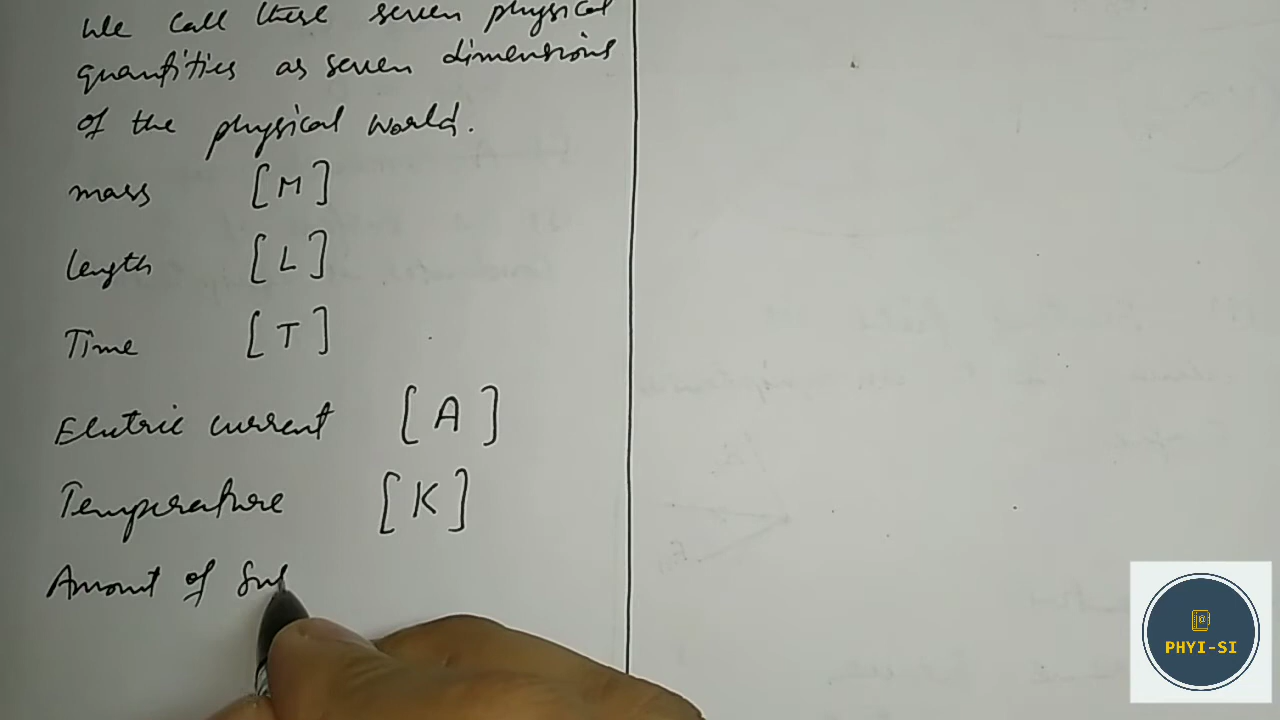 We call these seven physical
quantities as seven dimensions
of the physical world.
mass [M]
length [L]
Time [T]
Electric current [A]
Temperature [K]
Amount of Sub
PHYI-SI